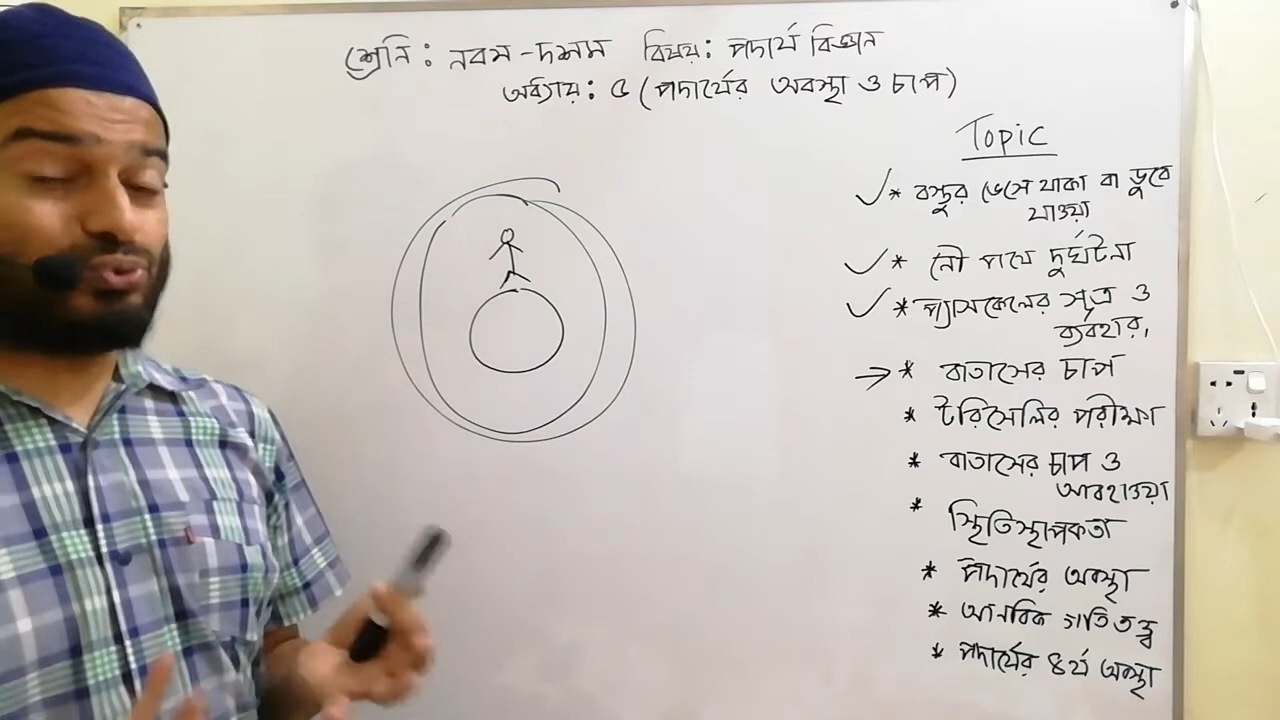 শ্রেনি : নবম - দশম বিষয় : পদার্থ বিজ্ঞান
অধ্যায় : ৫ (পদার্থের অবস্থা ও চাপ)
Topic
✓ * বস্তুর ভেসে থাকা বা ডুবে
যাওয়া
✓ * নৌ পথে দুর্ঘটনা
✓ * প্যাসকেলের সূত্র ও
ব্যবহার,
→ * বাতাসের চাপ
* টরিসেলির পরীক্ষা
* বাতাসের চাপ ও
আবহাওয়া
* স্থিতিস্থাপকতা
* পদার্থের অবস্থা
* আনবিক গতিতত্ত্ব
* পদার্থের ৪র্থ অবস্থা